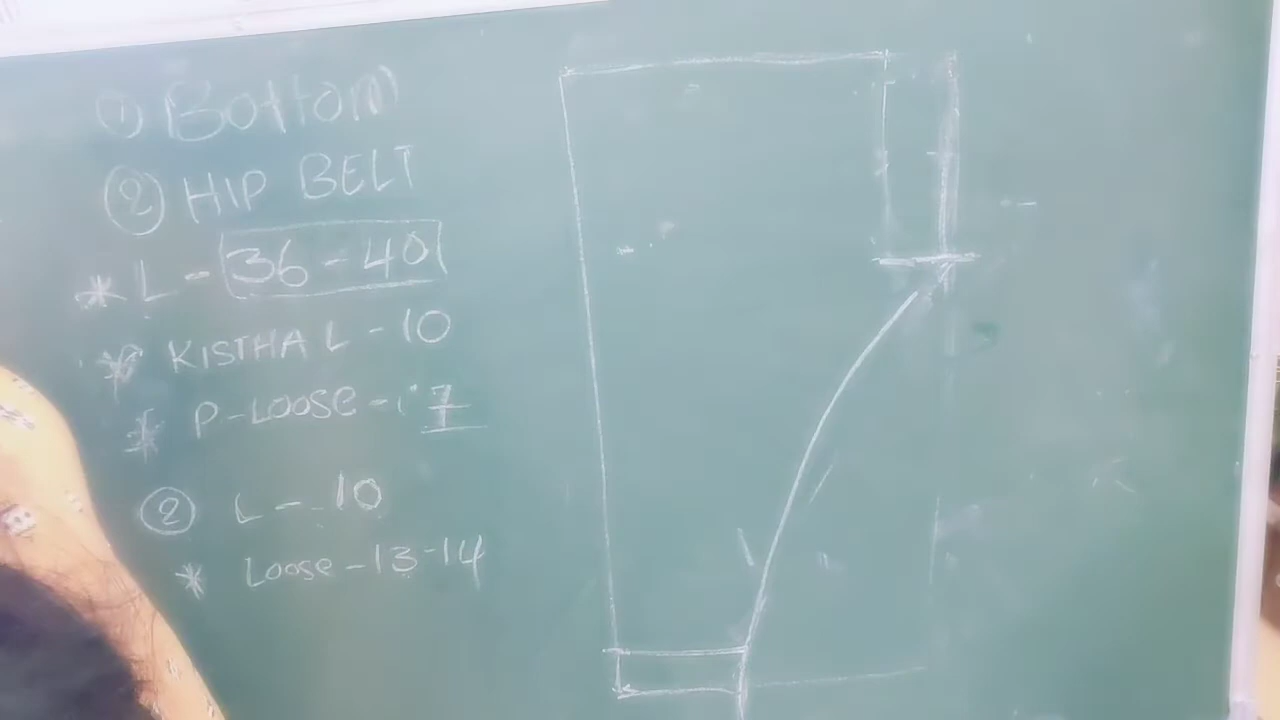 ① Bottom
② HIP BELT
* L - 36 - 40
* KISTHA L - 10
* P - LOOSE - 7
② L - 10
* Loose - 13 - 14